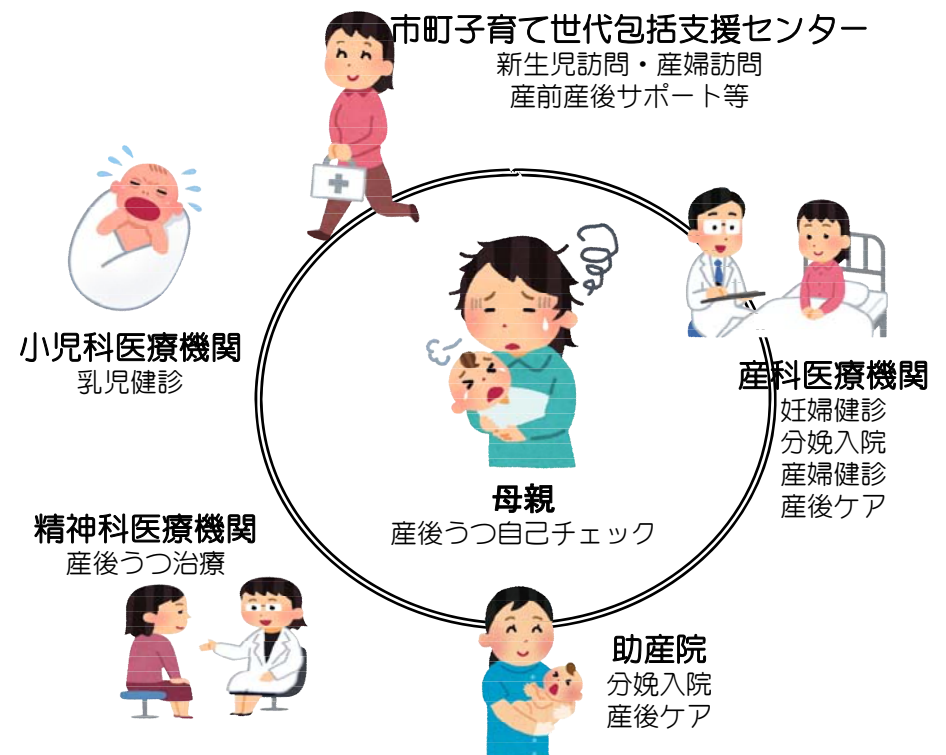 市町子育て世代包括支援センター
新生児訪問・産婦訪問
産前産後サポート等
小児科医療機関
乳児健診
産科医療機関
妊婦健診
分娩入院
産婦健診
産後ケア
母親
産後うつ自己チェック
精神科医療機関
産後うつ治療
助産院
分娩入院
産後ケア